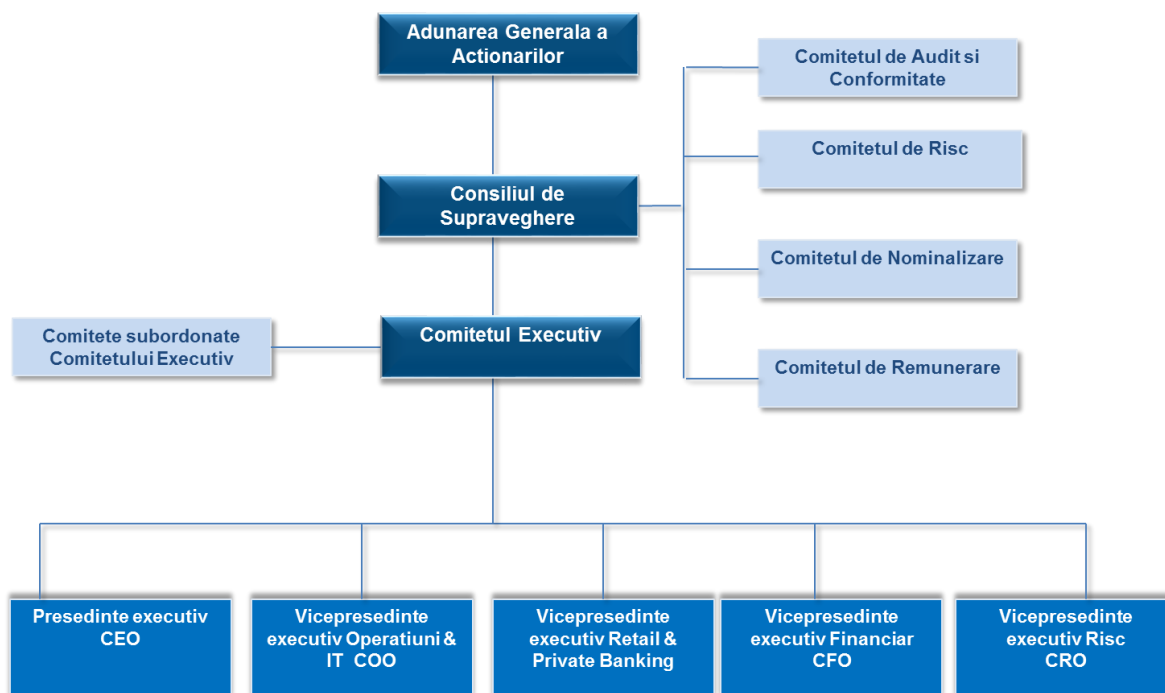 Adunarea Generala a
Actionarilor
Comitetul de Audit si
Conformitate
Comitetul de Risc
Consiliul de
Supraveghere
Comitetul de Nominalizare
Comitete subordonate
Comitetului Executiv
Comitetul Executiv
Comitetul de Remunerare
Presedinte executiv
CEO
Vicepresedinte
executiv Operatiuni &
IT COO
Vicepresedinte
executiv Retail &
Private Banking
Vicepresedinte
executiv Financiar
CFO
Vicepresedinte
executiv Risc
CRO